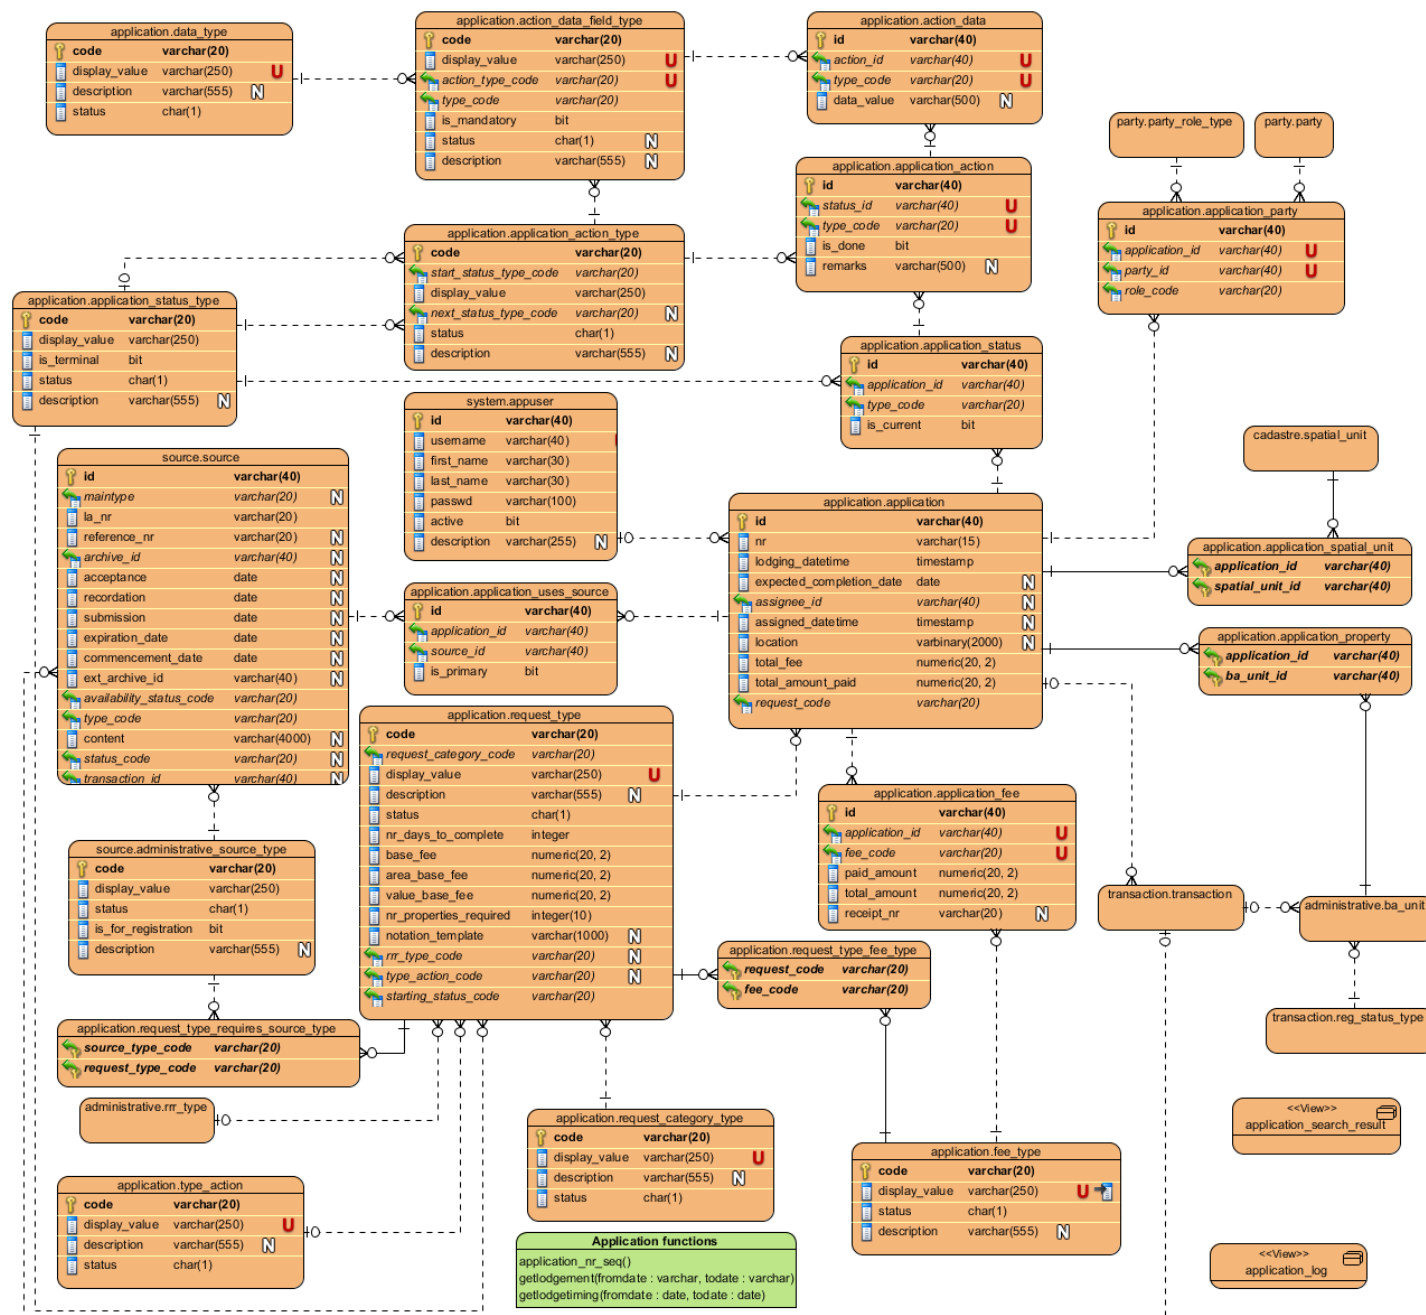 application.data_type
code varchar(20)
display_value varchar(250) U
description varchar(555) N
status char(1)
application.action_data_field_type
code varchar(20)
display_value varchar(250) U
action_type_code varchar(20) U
type_code varchar(20)
is_mandatory bit
status char(1) N
description varchar(555) N
application.action_data
id varchar(40)
action_id varchar(40) U
type_code varchar(20) U
data_value varchar(500) N
party.party_role_type
party.party
application.application_action
id varchar(40)
status_id varchar(40) U
type_code varchar(20) U
is_done bit
remarks varchar(500) N
application.application_party
id varchar(40)
application_id varchar(40) U
party_id varchar(40) U
role_code varchar(20)
application.application_action_type
code varchar(20)
start_status_type_code varchar(20)
display_value varchar(250)
next_status_type_code varchar(20) N
status char(1)
description varchar(555) N
application.application_status_type
code varchar(20)
display_value varchar(250)
is_terminal bit
status char(1)
description varchar(555) N
application.application_status
id varchar(40)
application_id varchar(40)
type_code varchar(20)
is_current bit
system.appuser
id varchar(40)
username varchar(40)
first_name varchar(30)
last_name varchar(30)
passwd varchar(100)
active bit
description varchar(255) N
cadastre.spatial_unit
source.source
id varchar(40)
maintype varchar(20) N
la_nr varchar(20)
reference_nr varchar(20) N
archive_id varchar(40) N
acceptance date N
recordation date N
submission date N
expiration_date date N
commencement_date date N
ext_archive_id varchar(40) N
availability_status_code varchar(20)
type_code varchar(20)
content varchar(4000) N
status_code varchar(20) N
transaction_id varchar(40) N
application.application
id varchar(40)
nr varchar(15)
lodging_datetime timestamp
expected_completion_date date N
assignee_id varchar(40) N
assigned_datetime timestamp N
location varbinary(2000) N
total_fee numeric(20, 2)
total_amount_paid numeric(20, 2)
request_code varchar(20)
application.application_spatial_unit
application_id varchar(40)
spatial_unit_id varchar(40)
application.application_uses_source
id varchar(40)
application_id varchar(40)
source_id varchar(40)
is_primary bit
application.application_property
application_id varchar(40)
ba_unit_id varchar(40)
application.request_type
code varchar(20)
request_category_code varchar(20)
display_value varchar(250) U
description varchar(555) N
status char(1)
nr_days_to_complete integer
base_fee numeric(20, 2)
area_base_fee numeric(20, 2)
value_base_fee numeric(20, 2)
nr_properties_required integer(10)
notation_template varchar(1000) N
rrr_type_code varchar(20) N
type_action_code varchar(20) N
starting_status_code varchar(20)
application.application_fee
id varchar(40)
application_id varchar(40) U
fee_code varchar(20) U
paid_amount numeric(20, 2)
total_amount numeric(20, 2)
receipt_nr varchar(20) N
source.administrative_source_type
code varchar(20)
display_value varchar(250)
status char(1)
is_for_registration bit
description varchar(555) N
transaction.transaction
administrative.ba_unit
application.request_type_fee_type
request_code varchar(20)
fee_code varchar(20)
transaction.reg_status_type
application.request_type_requires_source_type
source_type_code varchar(20)
request_type_code varchar(20)
administrative.rrr_type
application.request_category_type
code varchar(20)
display_value varchar(250) U
description varchar(555) N
status char(1)
<<View>>
application_search_result
application.fee_type
code varchar(20)
display_value varchar(250) U
status char(1)
description varchar(555) N
application.type_action
code varchar(20)
display_value varchar(250) U
description varchar(555) N
status char(1)
Application functions
application_nr_seq()
getlodgement(fromdate : varchar, todate : varchar)
getlodgetiming(fromdate : date, todate : date)
<<View>>
application_log